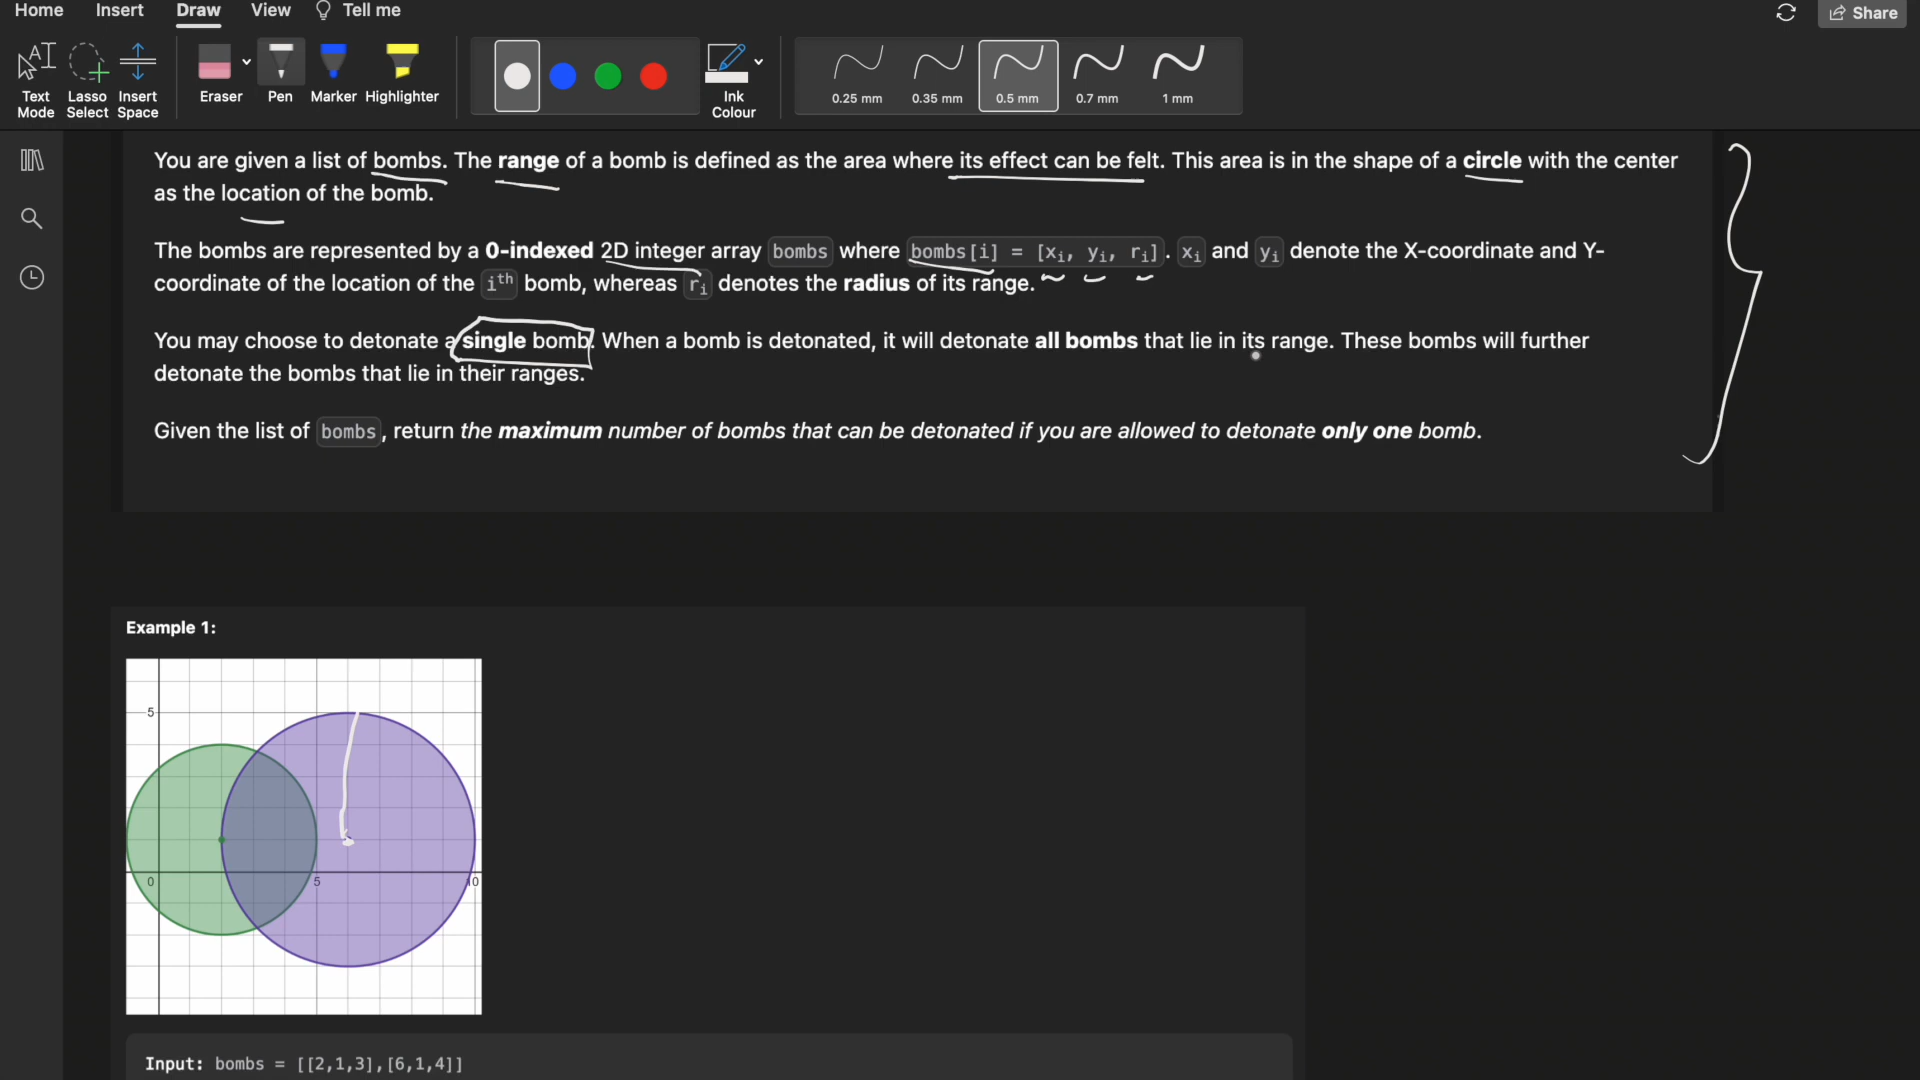 Home Insert Draw View Tell me Share
Text Mode Lasso Select Insert Space Eraser Pen Marker Highlighter Ink Colour 0.25 mm 0.35 mm 0.5 mm 0.7 mm 1 mm
You are given a list of bombs. The range of a bomb is defined as the area where its effect can be felt. This area is in the shape of a circle with the center
as the location of the bomb.
The bombs are represented by a 0-indexed 2D integer array bombs where bombs[i] = [xi, yi, ri]. xi and yi denote the X-coordinate and Y-
coordinate of the location of the ith bomb, whereas ri denotes the radius of its range.
You may choose to detonate a single bomb. When a bomb is detonated, it will detonate all bombs that lie in its range. These bombs will further
detonate the bombs that lie in their ranges.
Given the list of bombs, return the maximum number of bombs that can be detonated if you are allowed to detonate only one bomb.
Example 1:
5
0 5 10
Input: bombs = [[2,1,3],[6,1,4]]